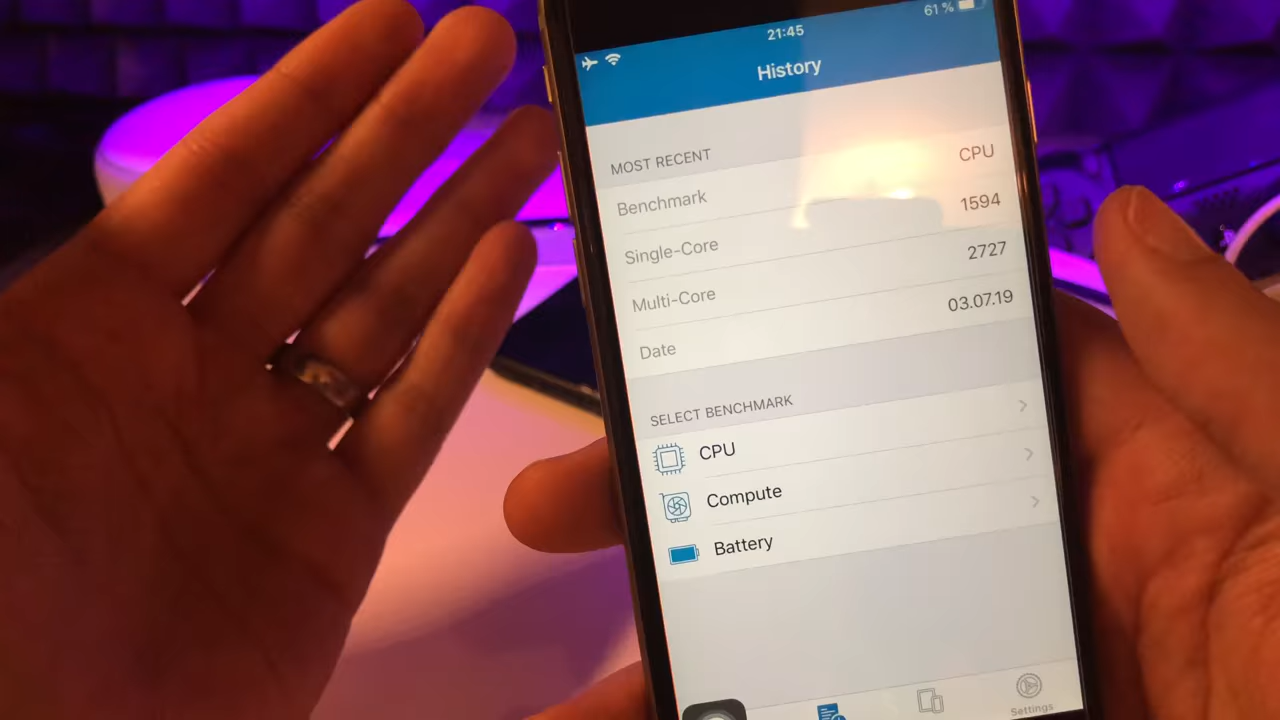 21:45
61 %
History
MOST RECENT
Benchmark CPU
Single-Core 1594
Multi-Core 2727
Date 03.07.19
SELECT BENCHMARK
CPU
Compute
Battery
Settings